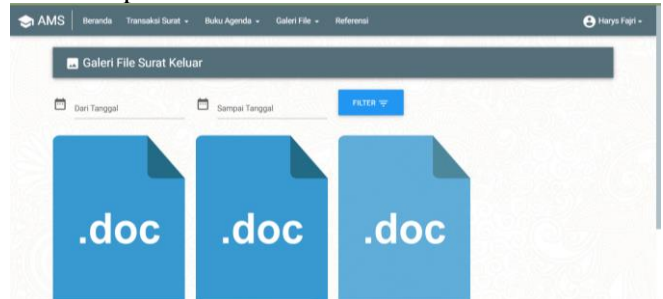 AMS Beranda Transaksi Surat Buku Agenda Galeri File Referensi Harys Fajri
Galeri File Surat Keluar
Dari Tanggal Sampai Tanggal FILTER
.doc .doc .doc